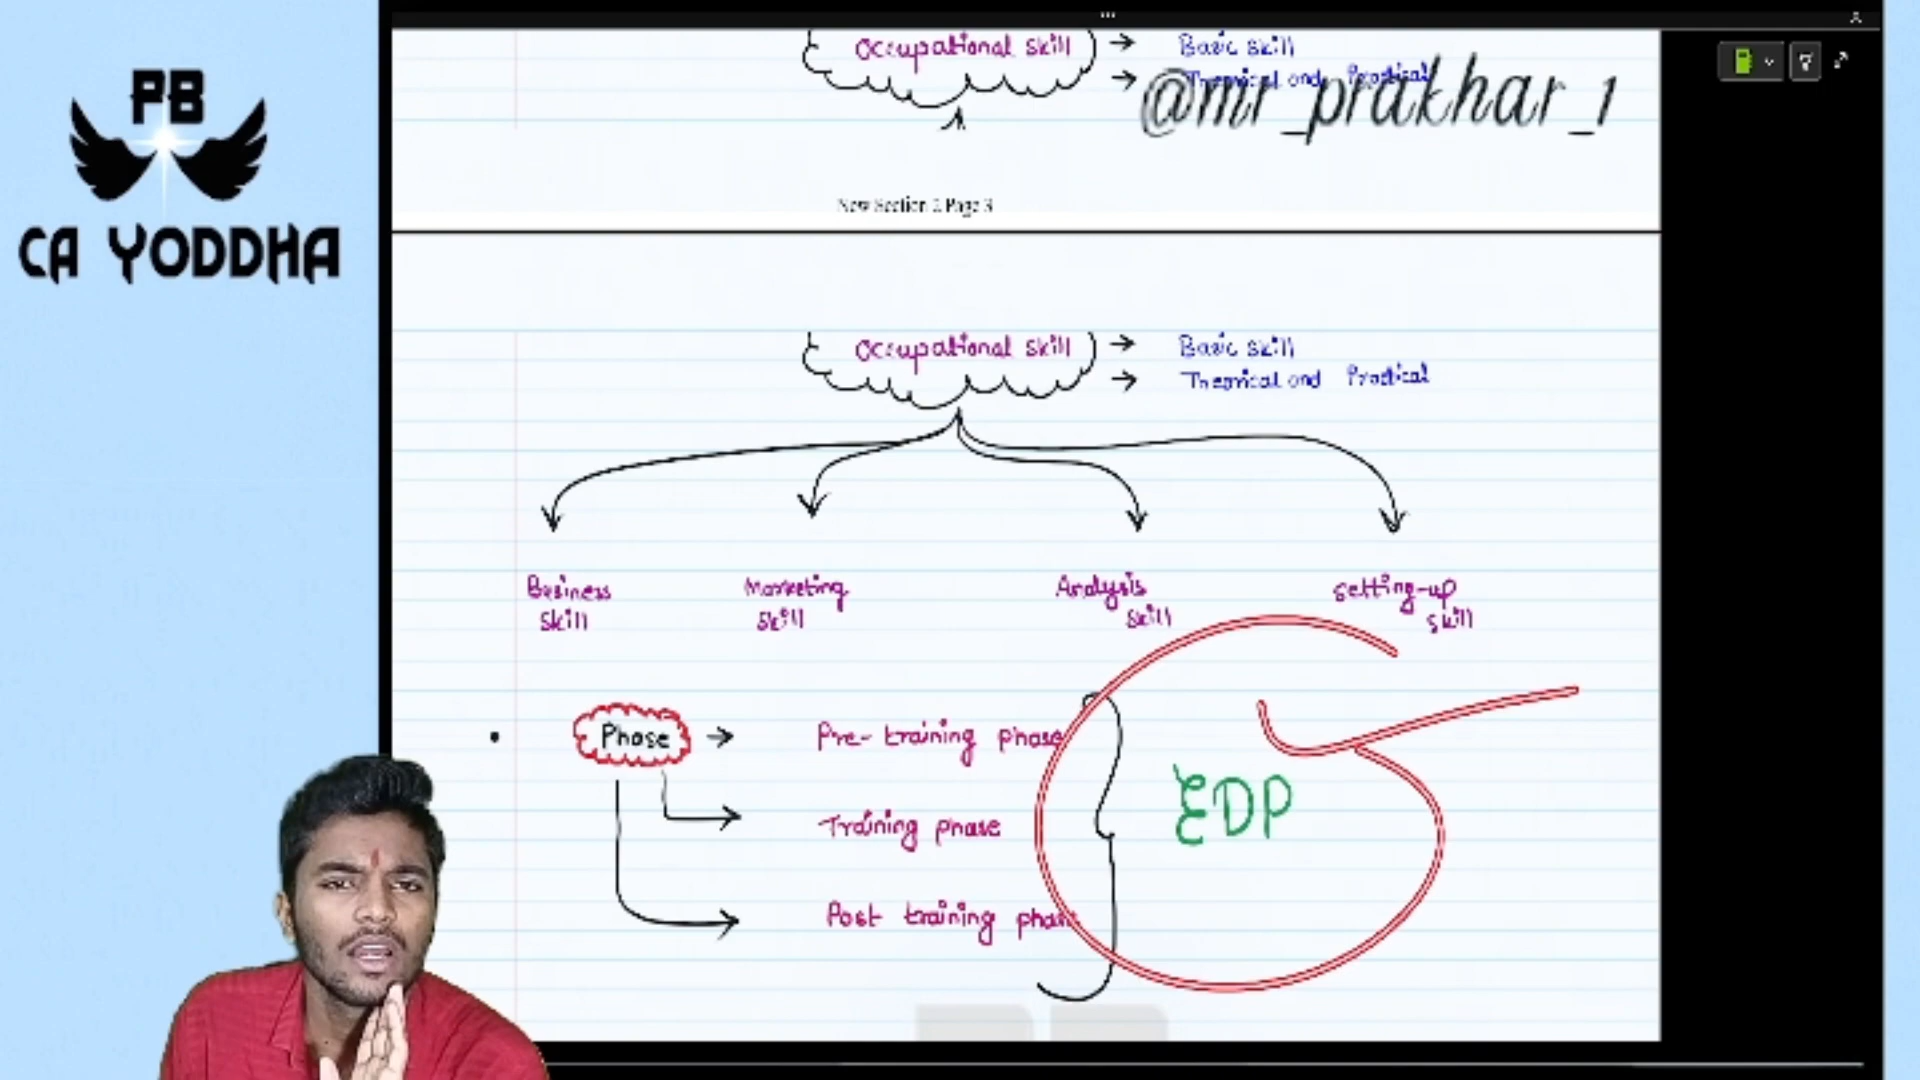 PB
CA YODDHA
Occupational skill
Basic skill
Theorical and Practical
@mr_prakhar_1
New Section 2 Page 3
Occupational skill
Basic skill
Theorical and Practical
Business skill
Marketing skill
Analysis skill
Setting-up skill
Phase
Pre-training phase
Training phase
Post training phase
EDP